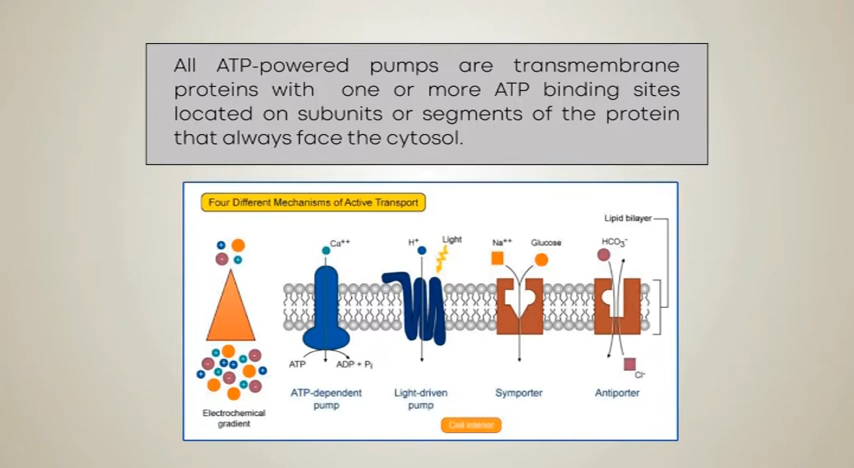 All ATP-powered pumps are transmembrane
proteins with one or more ATP binding sites
located on subunits or segments of the protein
that always face the cytosol.
Four Different Mechanisms of Active Transport
Lipid bilayer
Ca++
H+
Light
Na++
Glucose
HCO3-
ATP
ADP + Pi
Cl-
Electrochemical
gradient
ATP-dependent
pump
Light-driven
pump
Symporter
Antiporter
Cell interior